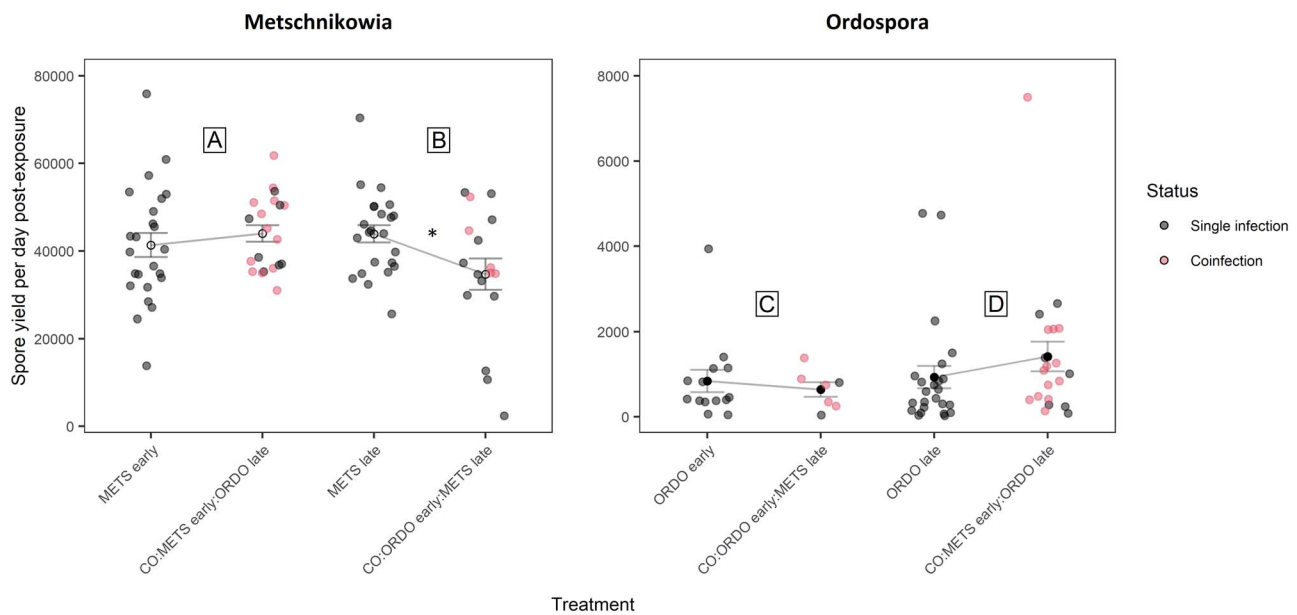 Metschnikowia
Ordospora
Spore yield per day post-exposure
80000
60000
40000
20000
0
A
B
*
METS early
CO:METS early:ORDO late
METS late
CO:ORDO early:METS late
8000
6000
4000
2000
0
C
D
ORDO early
CO:ORDO early:METS late
ORDO late
CO:METS early:ORDO late
Treatment
Status
Single infection
Coinfection